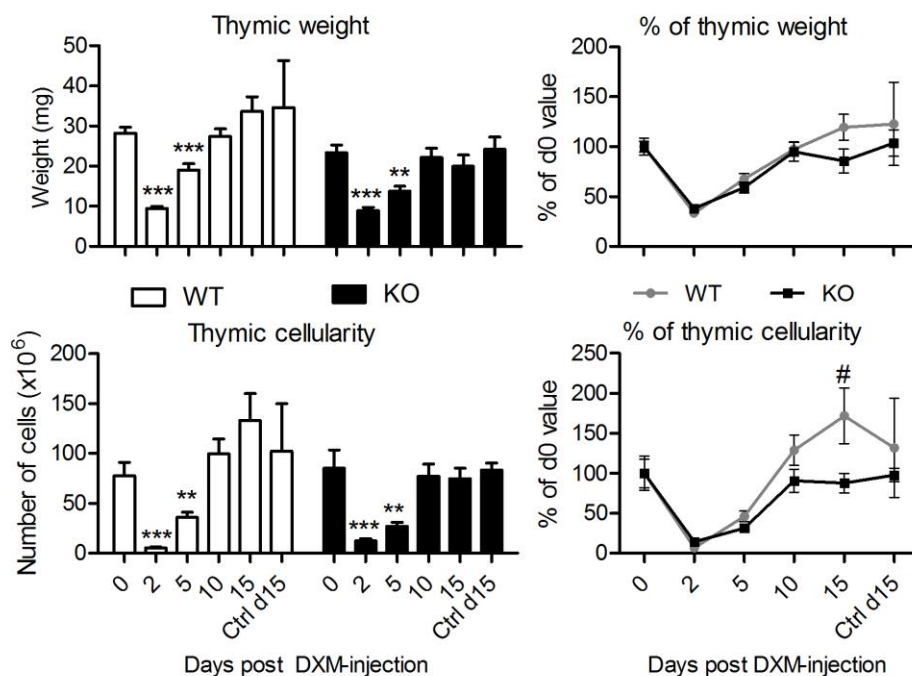 Thymic weight
% of thymic weight
Weight (mg)
50
40
30
20
10
0
***
***
***
**
% of d0 value
200
150
100
50
0
WT
KO
WT
KO
Thymic cellularity
% of thymic cellularity
Number of cells (x10⁶)
200
150
100
50
0
***
**
***
**
0 2 5 10 15 Ctrl d15 0 2 5 10 15 Ctrl d15
Days post DXM-injection
% of d0 value
250
200
150
100
50
0
#
0 2 5 10 15 Ctrl d15
Days post DXM-injection